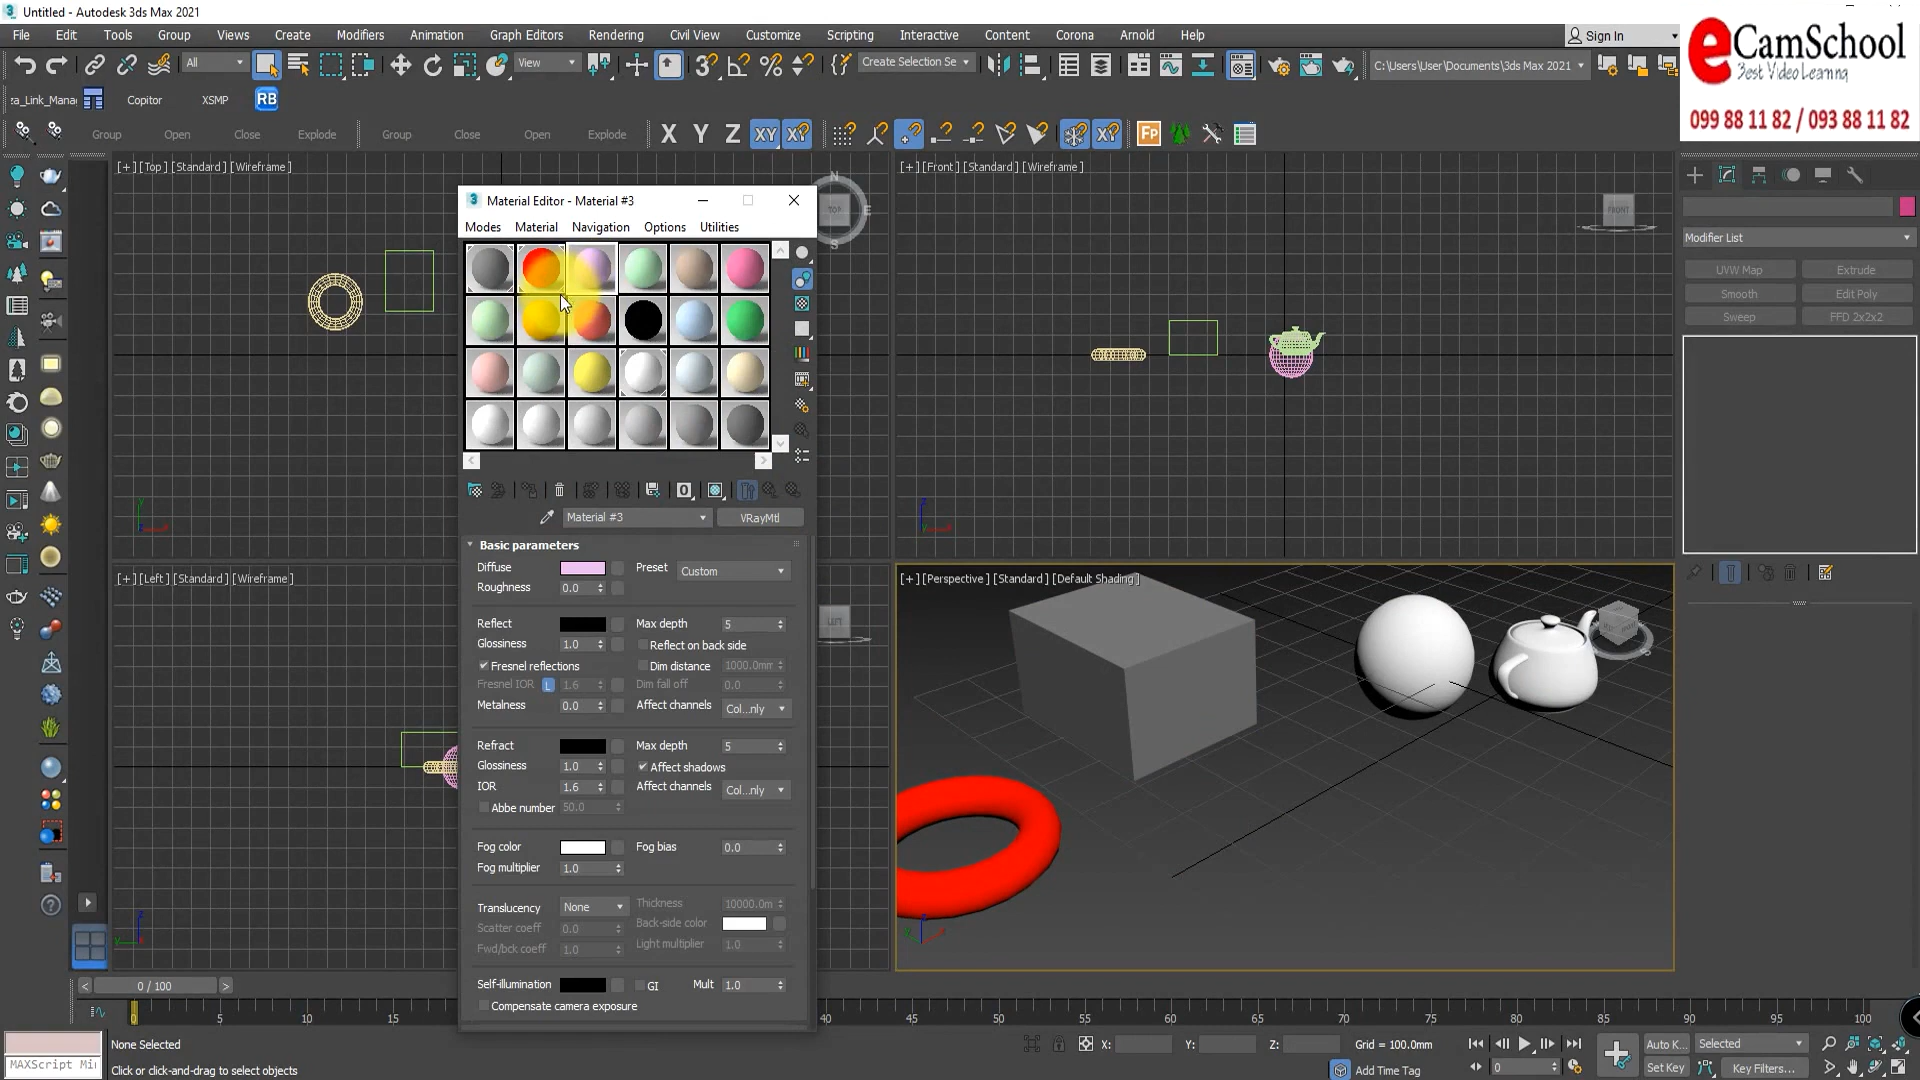 Untitled - Autodesk 3ds Max 2021
File Edit Tools Group Views Create Modifiers Animation Graph Editors Rendering Civil View Customize Scripting Interactive Content Corona Arnold Help
Sign In
eCamSchool
Best Video Learning
099 88 11 82 / 093 88 11 82
All
View
Create Selection Se
C:\Users\User\Documents\3ds Max 2021
za_Link_Mana Copitor XSMP RB
Group Open Close Explode Group Close Open Explode X Y Z XY XY XY Fp
[+] [Top] [Standard] [Wireframe]
TOP
N
E
S
[+] [Front] [Standard] [Wireframe]
FRONT
Material Editor - Material #3
Modes Material Navigation Options Utilities
Material #3
VRayMtl
Basic parameters
Diffuse Preset Custom
Roughness 0.0
Reflect Max depth 5
Glossiness 1.0 Reflect on back side
Fresnel reflections Dim distance 1000.0mm
Fresnel IOR L 1.6 Dim fall off 0.0
Metalness 0.0 Affect channels Col...nly
Refract Max depth 5
Glossiness 1.0 Affect shadows
IOR 1.6 Affect channels Col...nly
Abbe number 50.0
Fog color Fog bias 0.0
Fog multiplier 1.0
Translucency None Thickness 10000.0m
Scatter coeff 0.0 Back-side color
Fwd/bck coeff 1.0 Light multiplier 1.0
Self-illumination GI Mult 1.0
Compensate camera exposure
[+] [Left] [Standard] [Wireframe]
[+] [Perspective] [Standard] [Default Shading]
Modifier List
UVW Map Extrude
Smooth Edit Poly
Sweep FFD 2x2x2
< 0 / 100 >
0 5 10 15 40 45 50 55 60 65 70 75 80 85 90 95 100
None Selected
MAXScript Mi
Click or click-and-drag to select objects
X: Y: Z: Grid = 100.0mm
Add Time Tag
0
Auto K... Selected
Set Key Key Filters...